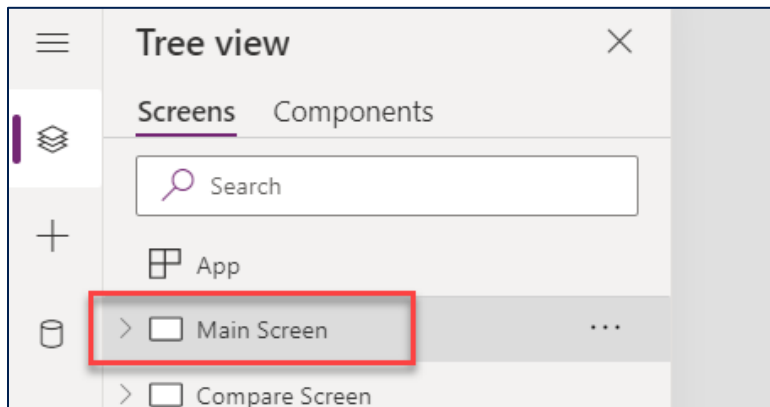 Tree view
Screens Components
Search
App
Main Screen
Compare Screen